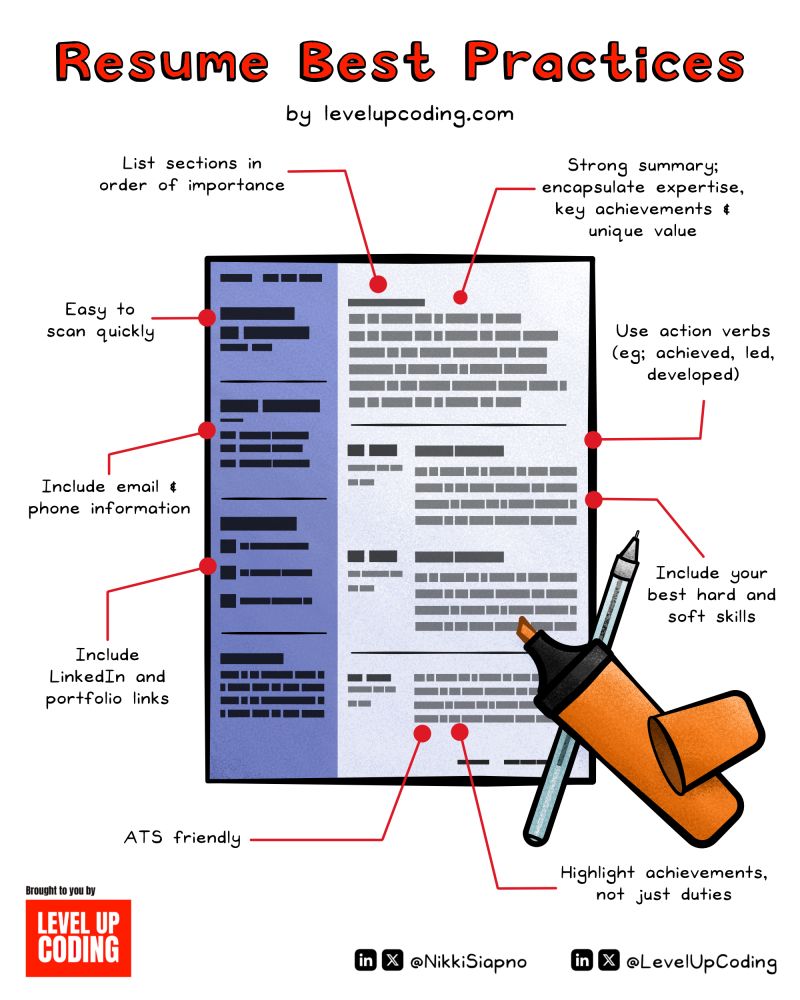 Resume Best Practices
by levelupcoding.com
List sections in
order of importance
Strong summary;
encapsulate expertise,
key achievements &
unique value
Easy to
scan quickly
Use action verbs
(eg; achieved, led,
developed)
Include email &
phone information
Include your
best hard and
soft skills
Include
LinkedIn and
portfolio links
ATS friendly
Highlight achievements,
not just duties
Brought to you by
LEVEL UP
CODING
@NikkiSiapno
@LevelUpCoding